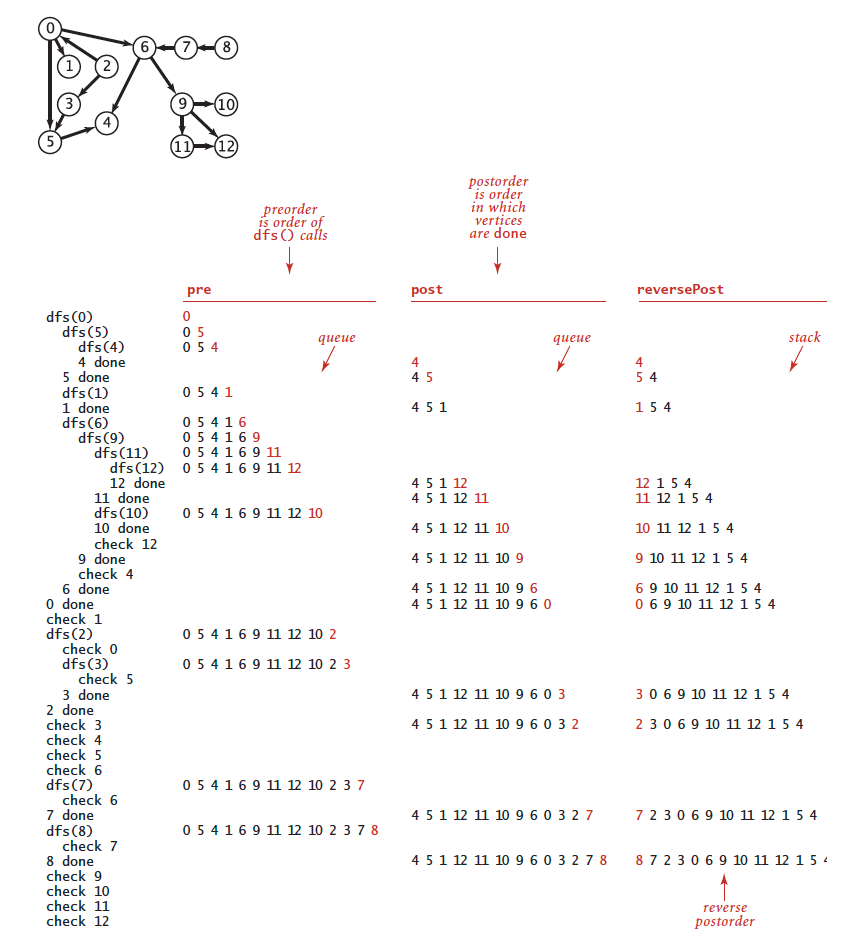 0
6
7
8
1
2
3
9
10
4
5
11
12
postorder
is order
in which
vertices
are done
preorder
is order of
dfs() calls
pre
post
reversePost
queue
queue
stack
dfs(0) 0
dfs(5) 0 5
dfs(4) 0 5 4
4 done 4 4
5 done 4 5 5 4
dfs(1) 0 5 4 1
1 done 4 5 1 1 5 4
dfs(6) 0 5 4 1 6
dfs(9) 0 5 4 1 6 9
dfs(11) 0 5 4 1 6 9 11
dfs(12) 0 5 4 1 6 9 11 12
12 done 4 5 1 12 12 1 5 4
11 done 4 5 1 12 11 11 12 1 5 4
dfs(10) 0 5 4 1 6 9 11 12 10
10 done 4 5 1 12 11 10 10 11 12 1 5 4
check 12
9 done 4 5 1 12 11 10 9 9 10 11 12 1 5 4
check 4
6 done 4 5 1 12 11 10 9 6 6 9 10 11 12 1 5 4
0 done 4 5 1 12 11 10 9 6 0 0 6 9 10 11 12 1 5 4
check 1
dfs(2) 0 5 4 1 6 9 11 12 10 2
check 0
dfs(3) 0 5 4 1 6 9 11 12 10 2 3
check 5
3 done 4 5 1 12 11 10 9 6 0 3 3 0 6 9 10 11 12 1 5 4
2 done
check 3 4 5 1 12 11 10 9 6 0 3 2 2 3 0 6 9 10 11 12 1 5 4
check 4
check 5
check 6
dfs(7) 0 5 4 1 6 9 11 12 10 2 3 7
check 6
7 done 4 5 1 12 11 10 9 6 0 3 2 7 7 2 3 0 6 9 10 11 12 1 5 4
dfs(8) 0 5 4 1 6 9 11 12 10 2 3 7 8
check 7
8 done 4 5 1 12 11 10 9 6 0 3 2 7 8 8 7 2 3 0 6 9 10 11 12 1 5 4
check 9
check 10
check 11
check 12
reverse
postorder